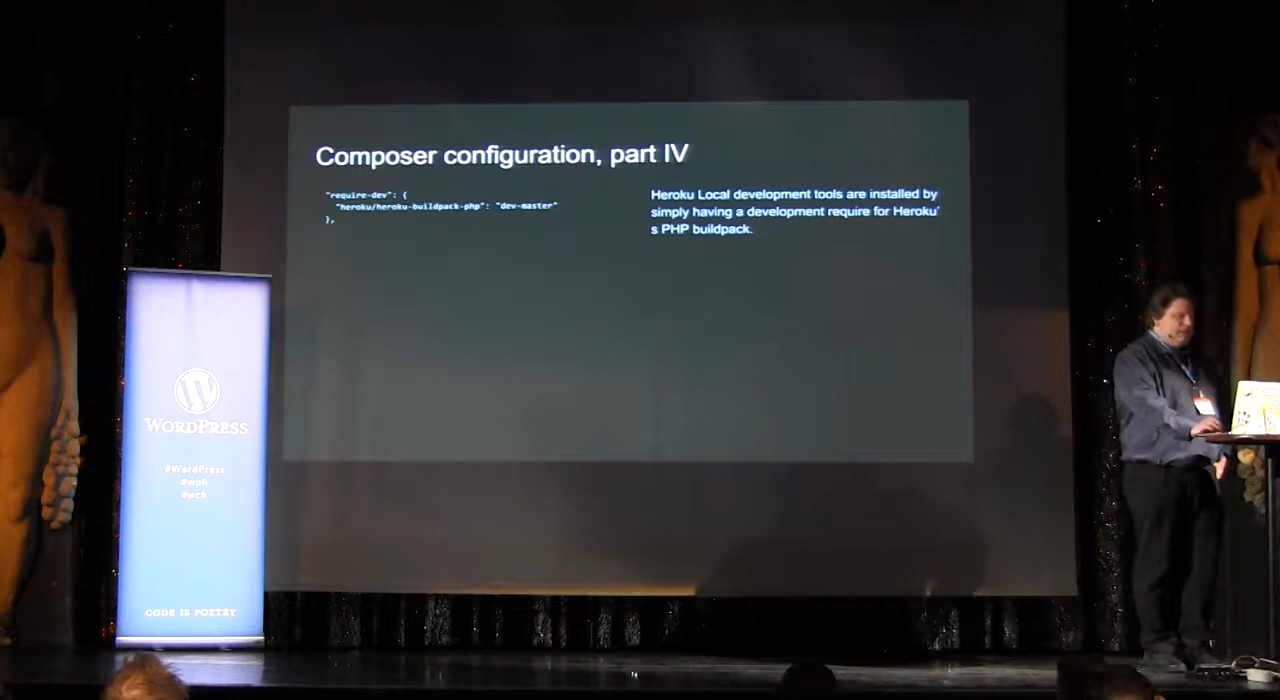 Composer configuration, part IV
"require-dev": {
"heroku/heroku-buildpack-php": "dev-master"
},
Heroku Local development tools are installed by
simply having a development require for Heroku'
s PHP buildpack.
WORDPRESS
#WordPress
#wpfi
#wcfi
CODE IS POETRY